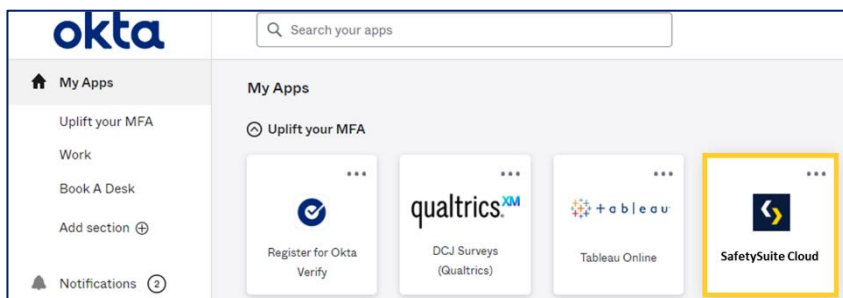 okta
Search your apps
My Apps
Uplift your MFA
Work
Book A Desk
Add section
Notifications 2
My Apps
Uplift your MFA
Register for Okta
Verify
qualtrics.XM
DCJ Surveys
(Qualtrics)
+ableau
Tableau Online
SafetySuite Cloud